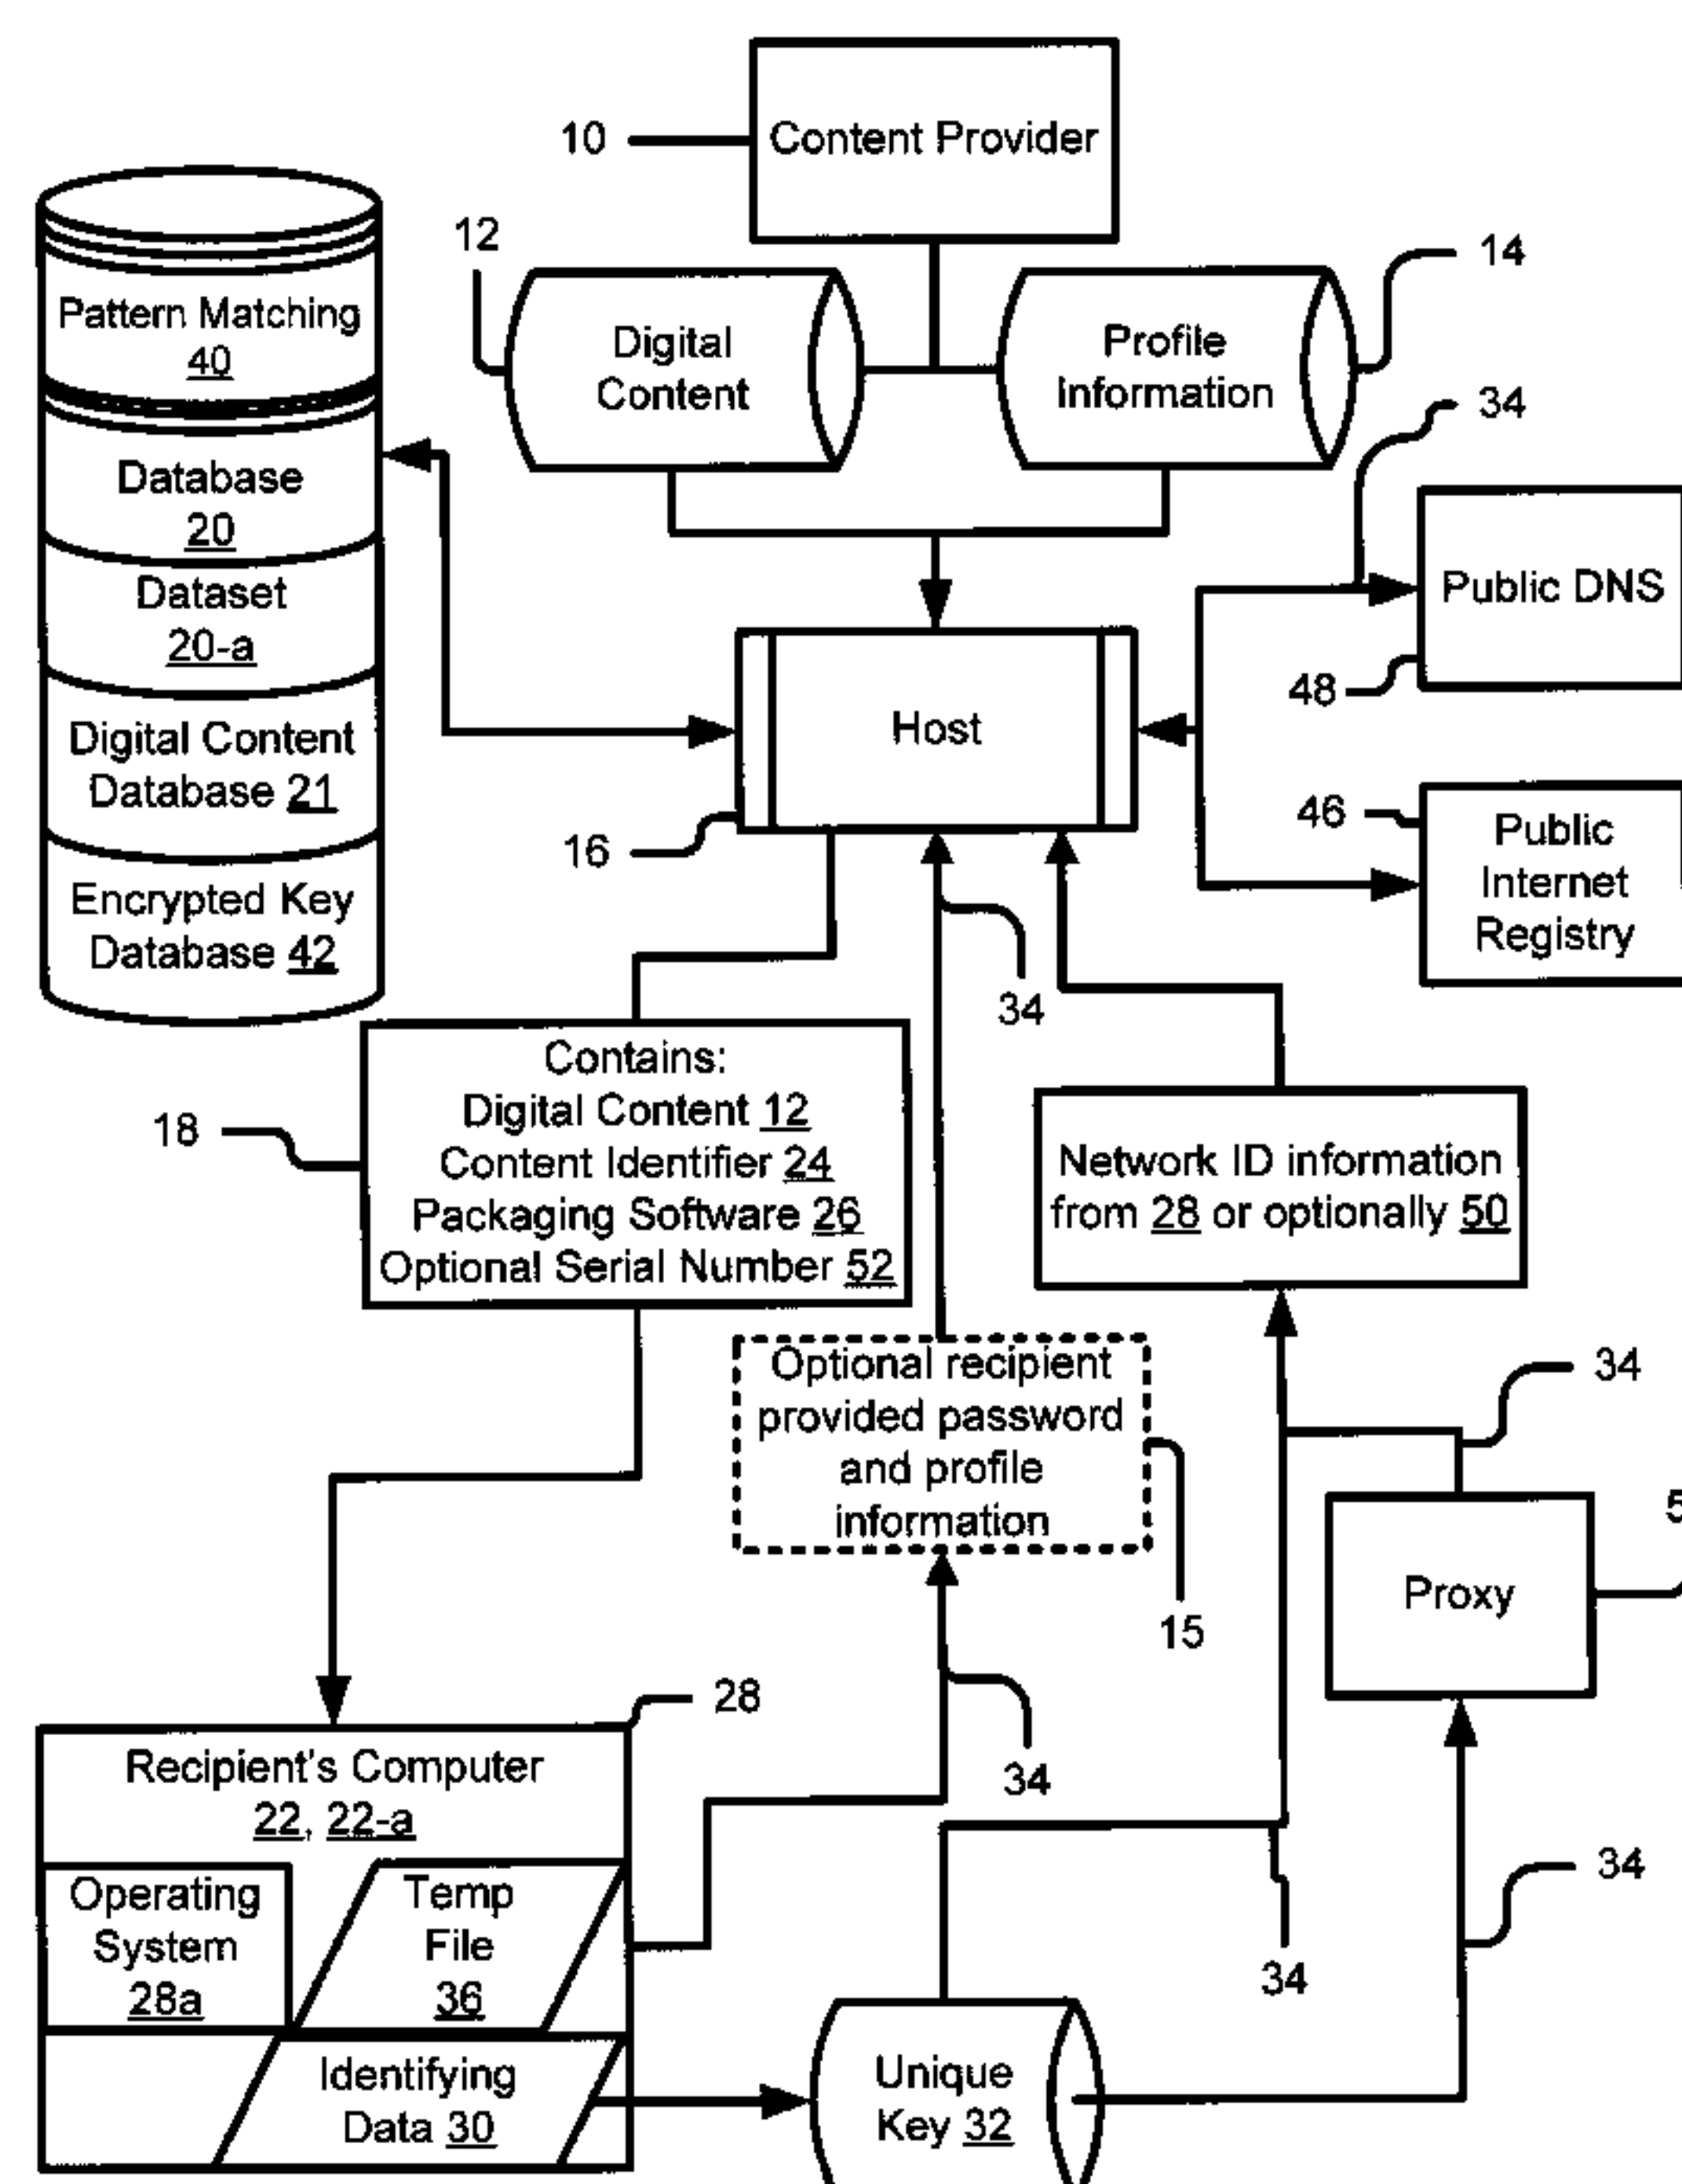 10
Content Provider
12
14
Pattern Matching
40
Digital
Content
Profile
Information
34
Database
20
Public DNS
48
Dataset
20-a
Host
16
Digital Content
Database 21
46
Public
Internet
Registry
Encrypted Key
Database 42
34
Contains:
Digital Content 12
Content Identifier 24
Packaging Software 26
Optional Serial Number 52
18
Network ID information
from 28 or optionally 50
Optional recipient
provided password
and profile
information
15
34
Proxy
28
Recipient's Computer
22, 22-a
34
34
Operating
System
28a
Temp
File
36
34
Identifying
Data 30
Unique
Key 32